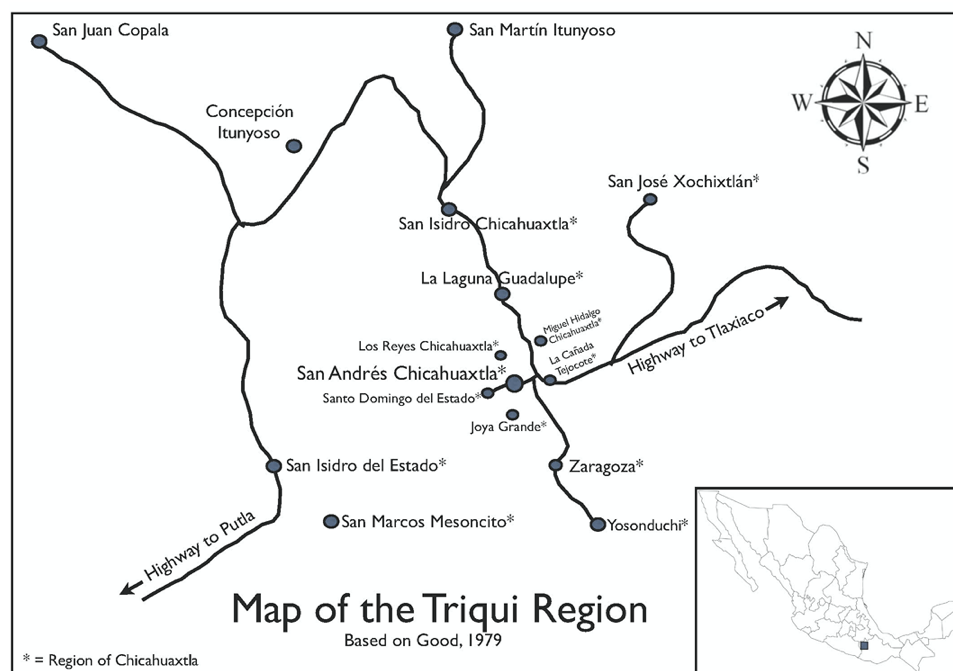 San Juan Copala
San Martín Itunyoso
N
W E
S
Concepción
Itunyoso
San José Xochixtlán*
San Isidro Chicahuaxtla*
La Laguna Guadalupe*
Miguel Hidalgo
Chicahuaxtla*
Los Reyes Chicahuaxtla*
La Cañada
Tejocote*
Highway to Tlaxiaco
San Andrés Chicahuaxtla*
Santo Domingo del Estado*
Joya Grande*
San Isidro del Estado*
Zaragoza*
San Marcos Mesoncito*
Yosonduchi*
Highway to Putla
Map of the Triqui Region
Based on Good, 1979
* = Region of Chicahuaxtla